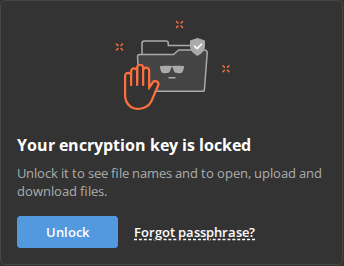 Your encryption key is locked
Unlock it to see file names and to open, upload and
download files.
Unlock
Forgot passphrase?